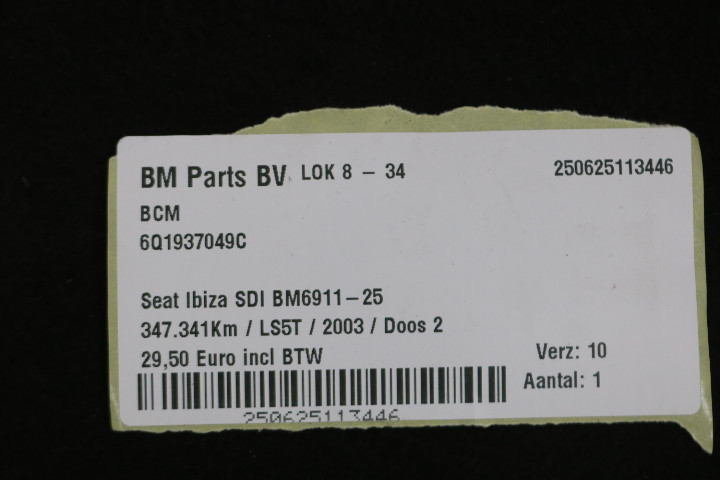 BM Parts BV LOK 8 – 34 250625113446
BCM
6Q1937049C
Seat Ibiza SDI BM6911–25
347.341Km / LS5T / 2003 / Doos 2
29,50 Euro incl BTW Verz: 10
Aantal: 1
250625113446